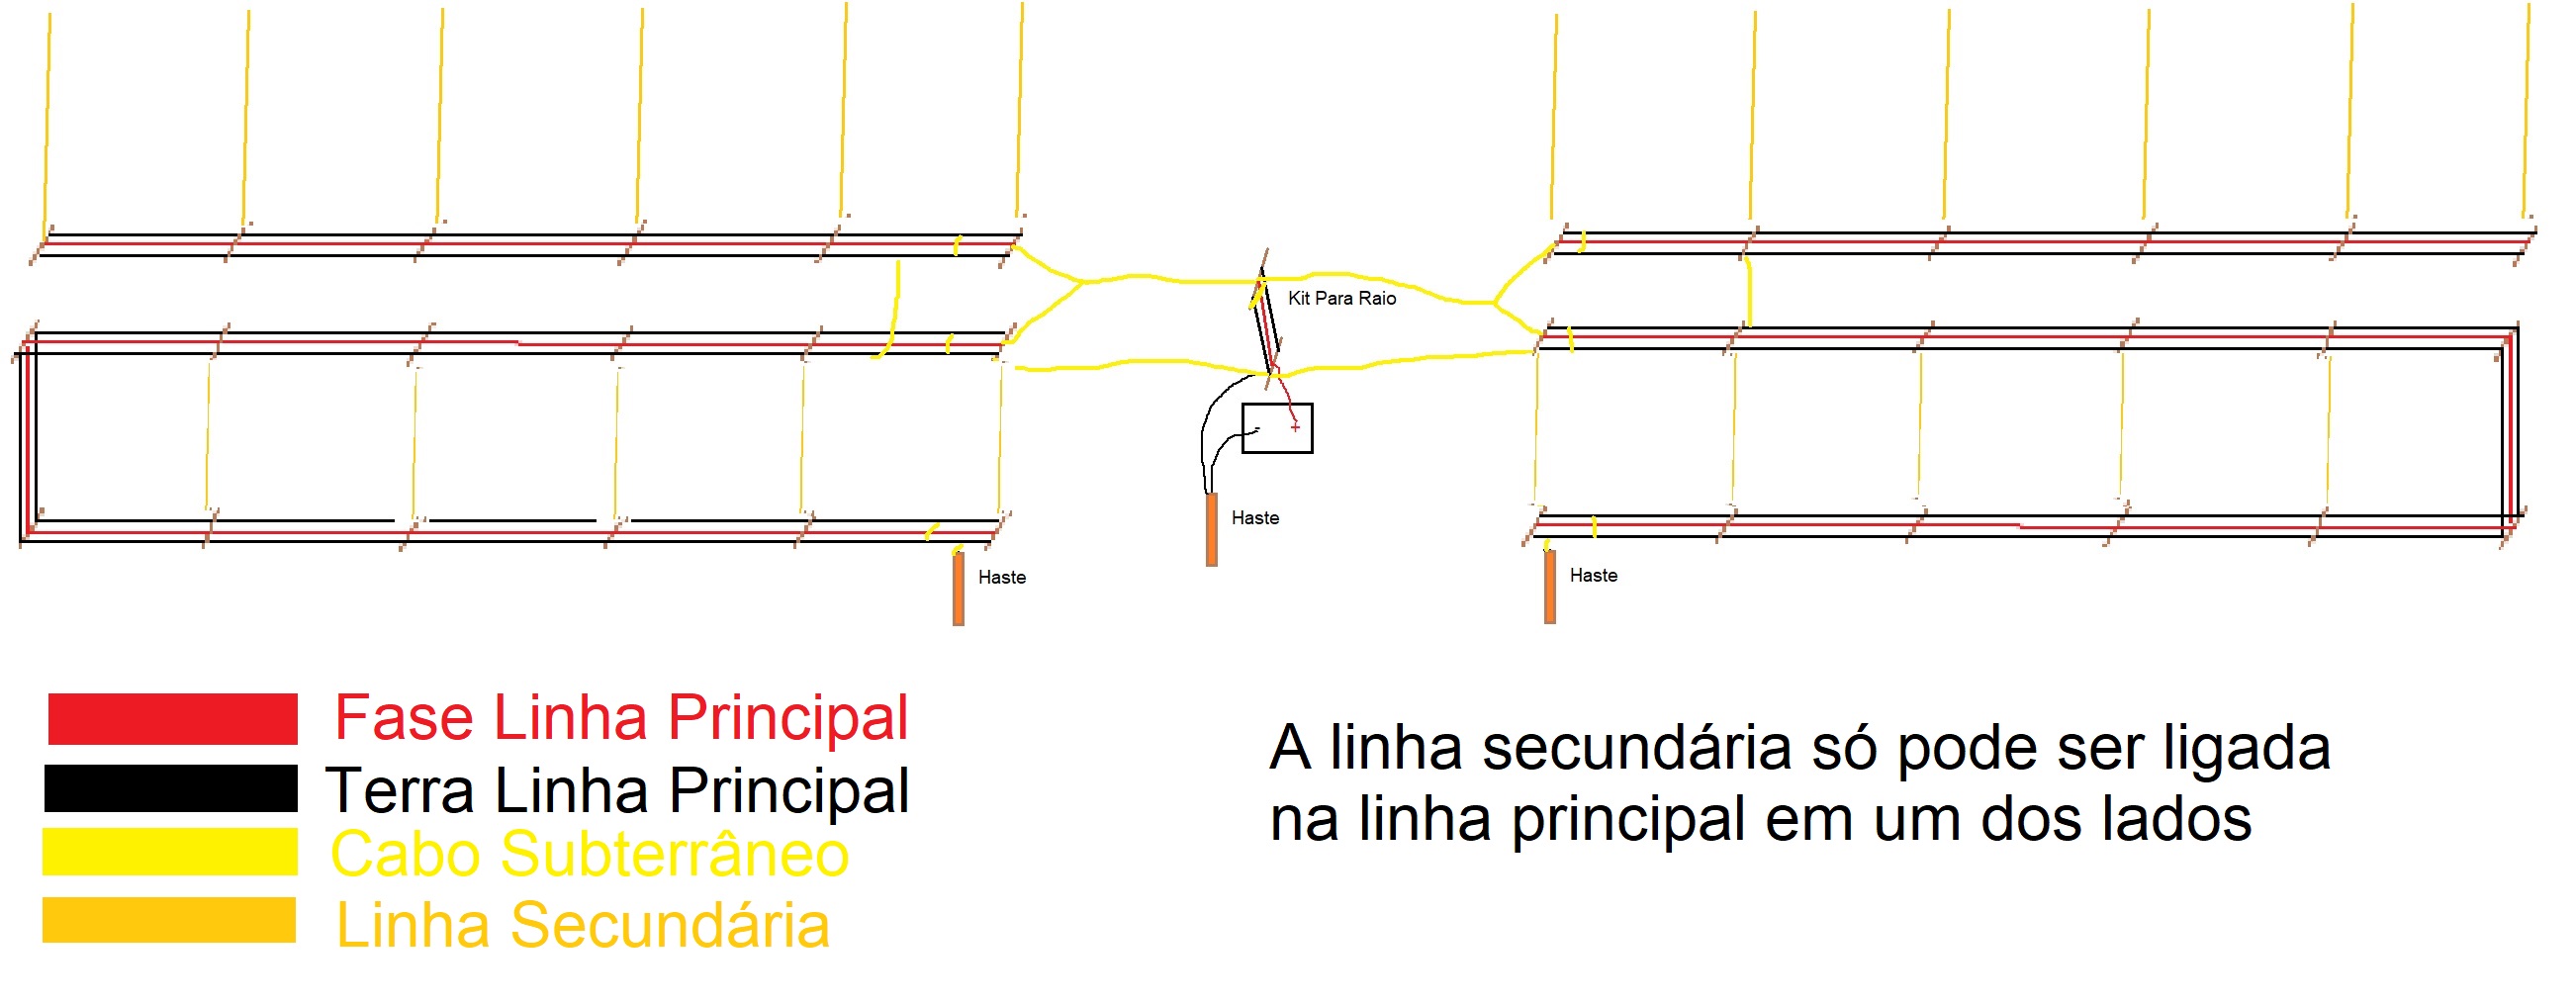 Kit Para Raio
- +
Haste
Haste
Haste
Fase Linha Principal
Terra Linha Principal
Cabo Subterrâneo
Linha Secundária
A linha secundária só pode ser ligada
na linha principal em um dos lados